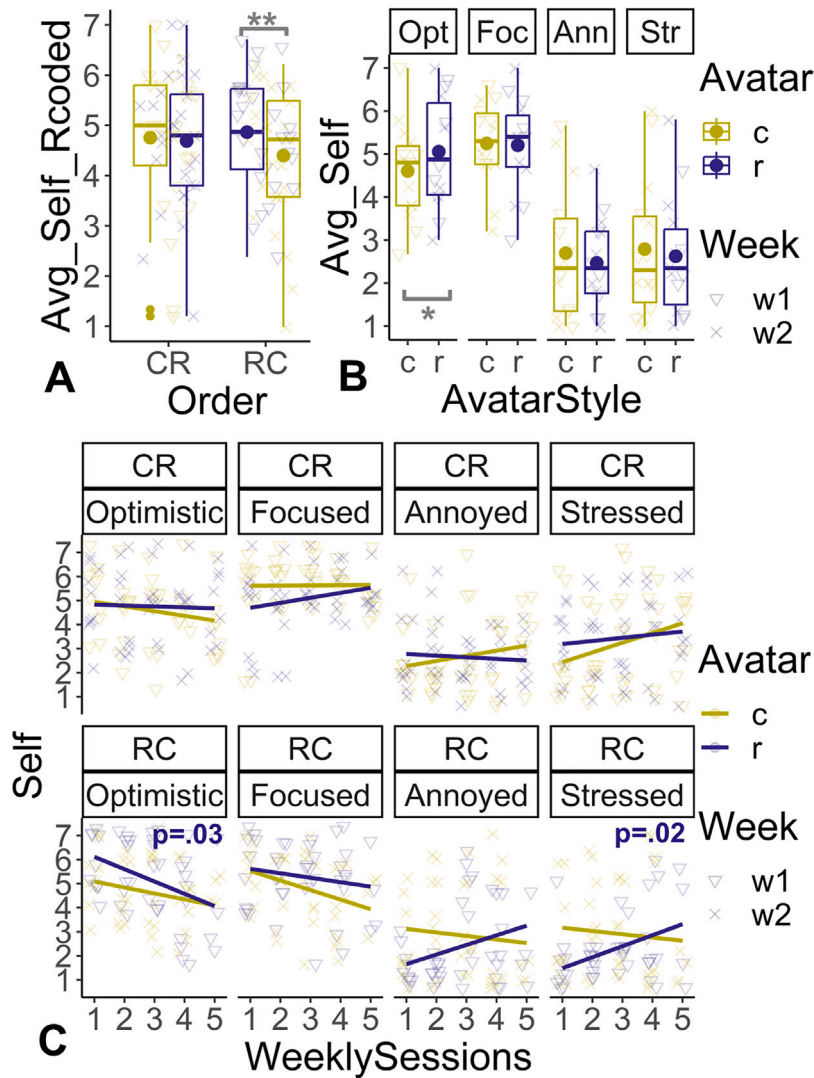 Avg_Self_Rcoded
7
6
5
4
3
2
1
**
CR RC
A
Order
Opt Foc Ann Str
Avg_Self
7
6
5
4
3
2
1
*
c r c r c r c r
B
AvatarStyle
Avatar
c
r
Week
w1
w2
CR CR CR CR
Optimistic Focused Annoyed Stressed
7
6
5
4
3
2
1
Self
RC RC RC RC
Optimistic Focused Annoyed Stressed
p=.03 p=.02
7
6
5
4
3
2
1
1 2 3 4 5 1 2 3 4 5 1 2 3 4 5 1 2 3 4 5
C
WeeklySessions
Avatar
c
r
Week
w1
w2